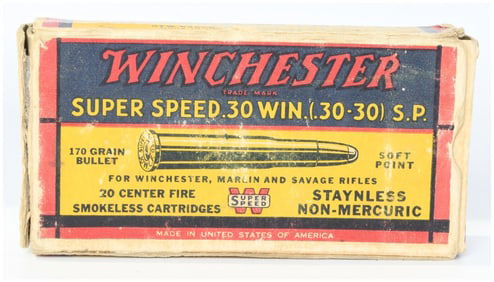 WINCHESTER
TRADE MARK
SUPER SPEED .30 WIN. (.30-30) S.P.
170 GRAIN
BULLET
SOFT
POINT
FOR WINCHESTER, MARLIN AND SAVAGE RIFLES
20 CENTER FIRE
SMOKELESS CARTRIDGES
W
SUPER
SPEED
STAYNLESS
NON-MERCURIC
MADE IN UNITED STATES OF AMERICA